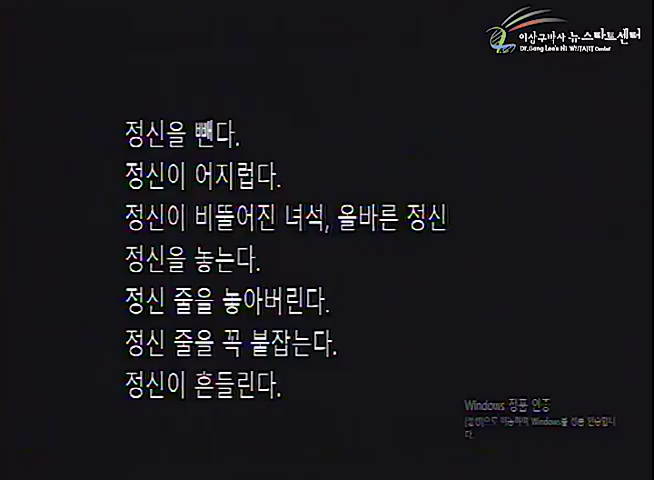 이상구박사 뉴스타트센터
정신을 뺀다.
정신이 어지럽다.
정신이 비뚤어진 녀석, 올바른 정신
정신을 놓는다.
정신 줄을 놓아버린다.
정신 줄을 꼭 붙잡는다.
정신이 흔들린다.
Windows 정품 인증